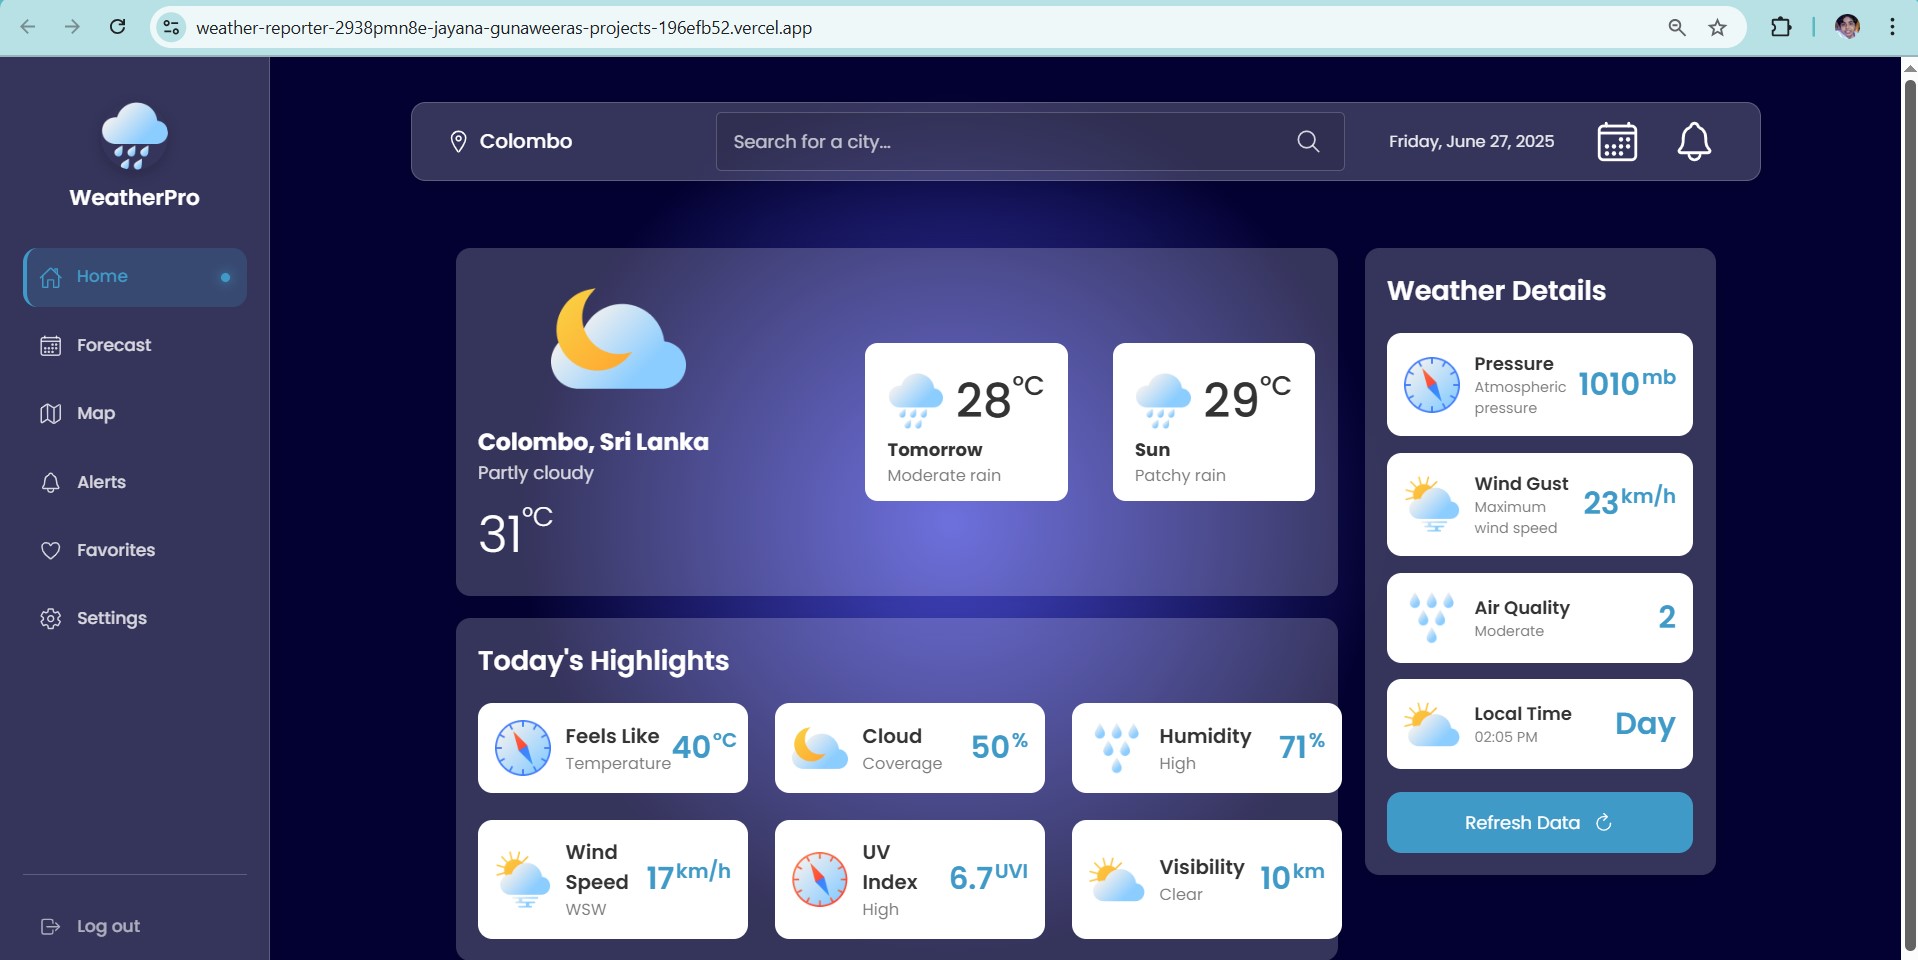 weather-reporter-2938pmn8e-jayana-gunaweeras-projects-196efb52.vercel.app
WeatherPro
Home
Forecast
Map
Alerts
Favorites
Settings
Log out
Colombo
Search for a city...
Friday, June 27, 2025
Colombo, Sri Lanka
Partly cloudy
31°C
28°C
Tomorrow
Moderate rain
29°C
Sun
Patchy rain
Today's Highlights
Feels Like
Temperature
40°C
Cloud
Coverage
50%
Humidity
High
71%
Wind
Speed
WSW
17km/h
UV
Index
High
6.7UVI
Visibility
Clear
10km
Weather Details
Pressure
Atmospheric
pressure
1010mb
Wind Gust
Maximum
wind speed
23km/h
Air Quality
Moderate
2
Local Time
02:05 PM
Day
Refresh Data